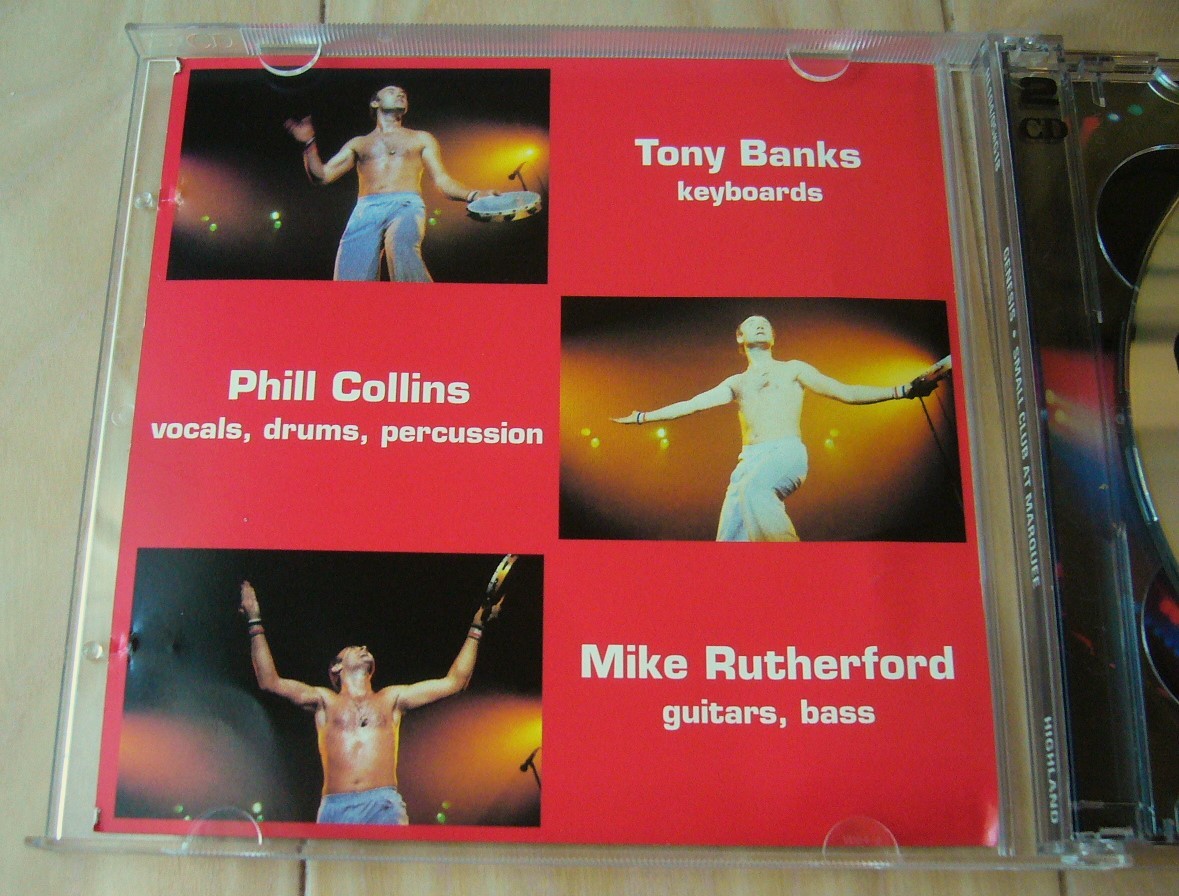 Tony Banks
keyboards
Phill Collins
vocals, drums, percussion
Mike Rutherford
guitars, bass
2
CD
GENESIS • SMALL CLUB AT MARQUEE
HIGHLAND